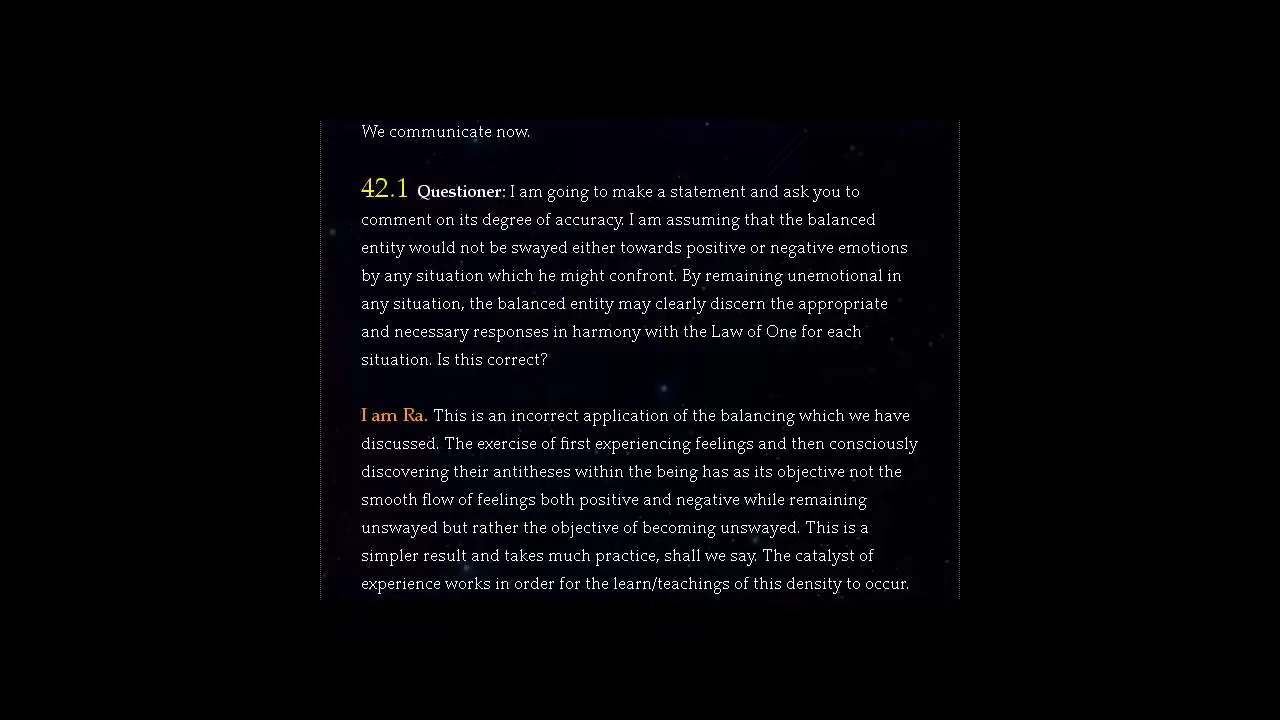 We communicate now.
42.1 Questioner: I am going to make a statement and ask you to
comment on its degree of accuracy. I am assuming that the balanced
entity would not be swayed either towards positive or negative emotions
by any situation which he might confront. By remaining unemotional in
any situation, the balanced entity may clearly discern the appropriate
and necessary responses in harmony with the Law of One for each
situation. Is this correct?
I am Ra. This is an incorrect application of the balancing which we have
discussed. The exercise of first experiencing feelings and then consciously
discovering their antitheses within the being has as its objective not the
smooth flow of feelings both positive and negative while remaining
unswayed but rather the objective of becoming unswayed. This is a
simpler result and takes much practice, shall we say. The catalyst of
experience works in order for the learn/teachings of this density to occur.